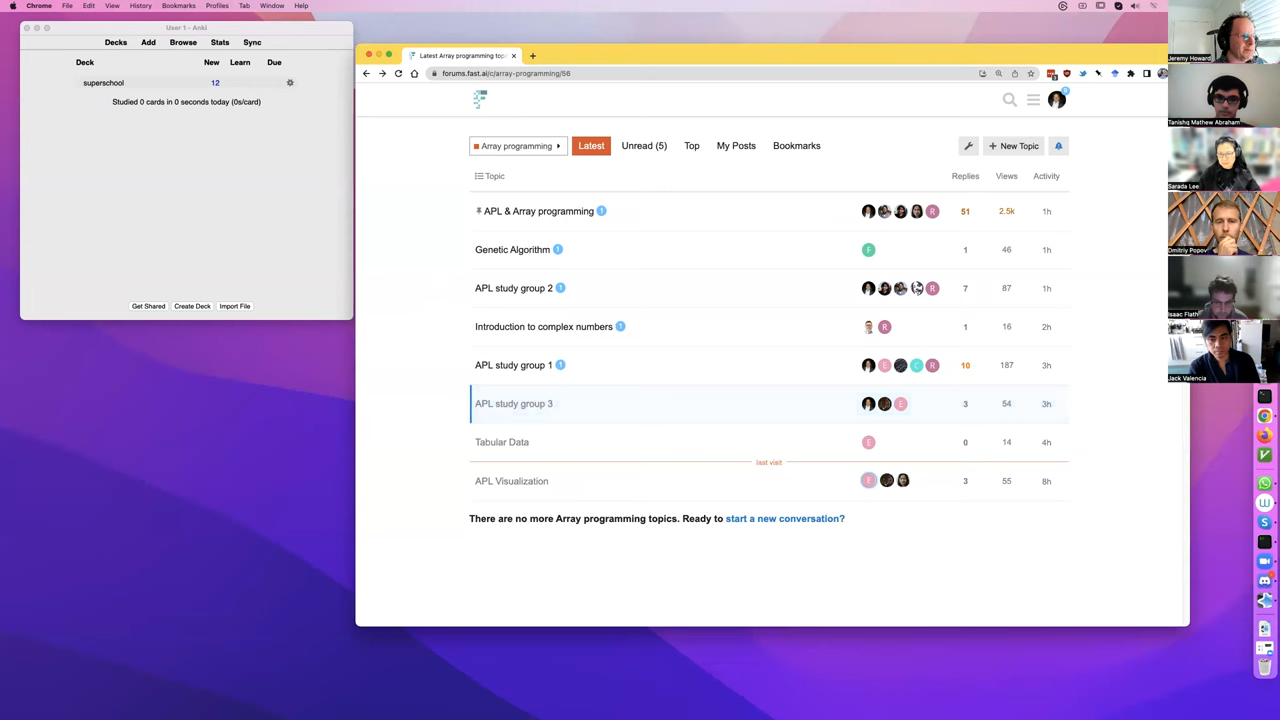 Chrome File Edit View History Bookmarks Profiles Tab Window Help
User 1 - Anki
Decks Add Browse Stats Sync
Deck New Learn Due
superschool 12
Studied 0 cards in 0 seconds today (0s/card)
Get Shared Create Deck Import File
Latest Array programming top
forums.fast.ai/c/array-programming/56
Array programming Latest Unread (5) Top My Posts Bookmarks New Topic
Topic Replies Views Activity
APL & Array programming 1 R 51 2.5k 1h
Genetic Algorithm 1 F 1 46 1h
APL study group 2 1 R 7 87 1h
Introduction to complex numbers 1 R 1 16 2h
APL study group 1 1 E C R 10 187 3h
APL study group 3 E 3 54 3h
Tabular Data E 0 14 4h
last visit
APL Visualization E 3 55 8h
There are no more Array programming topics. Ready to start a new conversation?
Jeremy Howard
Tanishq Mathew Abraham
Sarada Lee
Dmitriy Popov
Isaac Flath
Jack Valencia